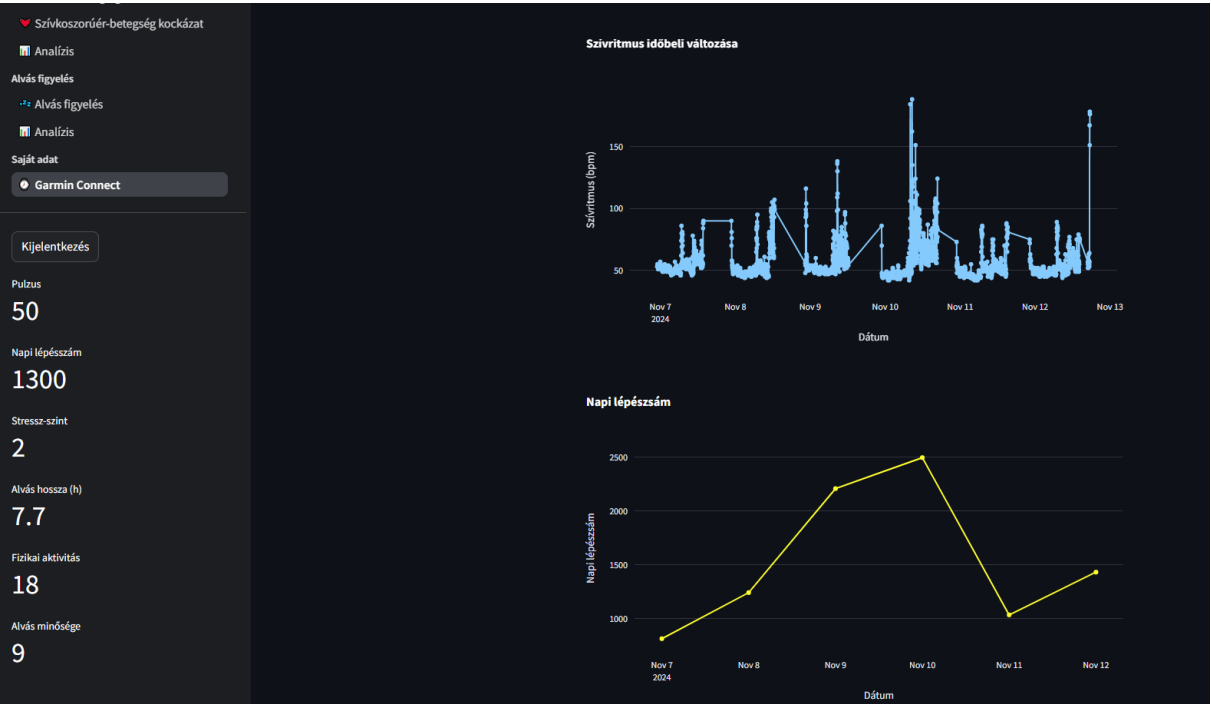 Szívkoszorúér-betegség kockázat
Analízis
Alvás figyelés
Alvás figyelés
Analízis
Saját adat
Garmin Connect
Kijelentkezés
Pulzus
50
Napi lépésszám
1300
Stressz-szint
2
Alvás hossza (h)
7.7
Fizikai aktivitás
18
Alvás minősége
9
Szívritmus időbeli változása
Szívritmus (bpm)
150
100
50
Nov 7
2024
Nov 8
Nov 9
Nov 10
Nov 11
Nov 12
Nov 13
Dátum
Napi lépészsám
Napi lépészsám
2500
2000
1500
1000
Nov 7
2024
Nov 8
Nov 9
Nov 10
Nov 11
Nov 12
Dátum